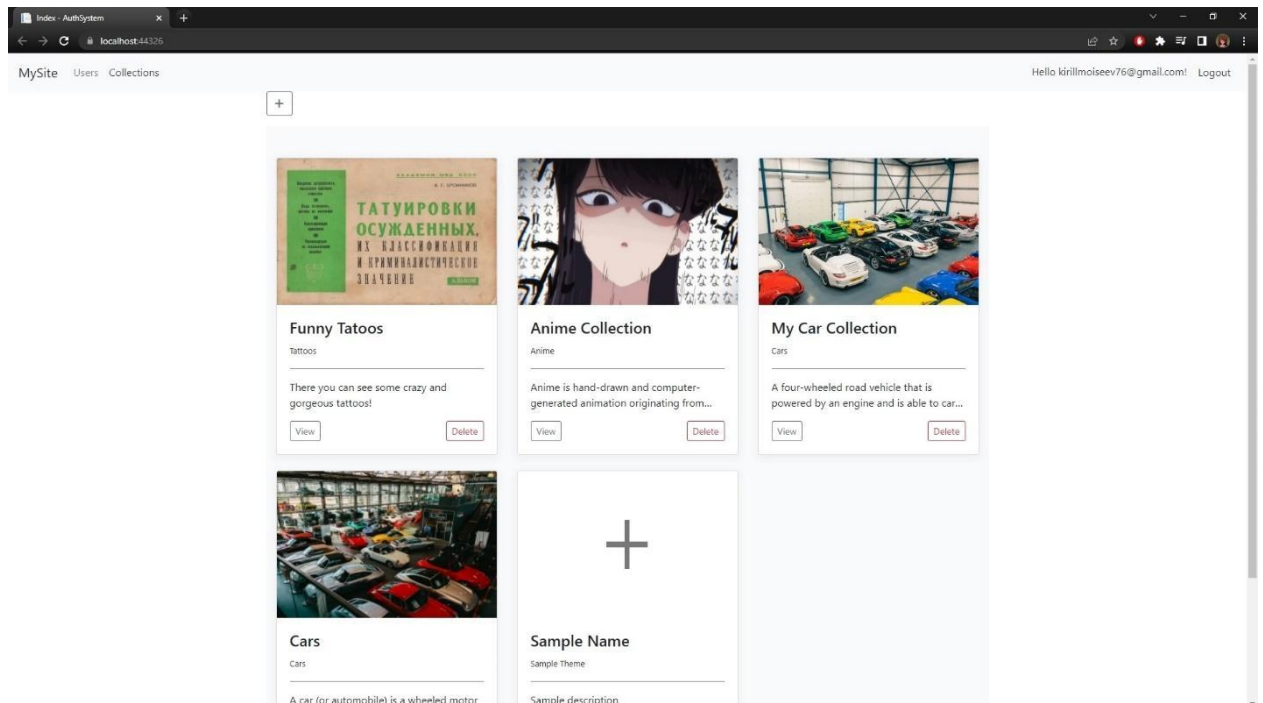 Index - AuthSystem
localhost:44326
MySite Users Collections Hello kirillmoiseev76@gmail.com! Logout
+
ТАТУИРОВКИ
ОСУЖДЕННЫХ,
ИХ КЛАССИФИКАЦИЯ
И КРИМИНАЛИСТИЧЕСКОЕ
ЗНАЧЕНИЕ
Funny Tatoos
Tattoos
There you can see some crazy and
gorgeous tattoos!
View Delete
Anime Collection
Anime
Anime is hand-drawn and computer-
generated animation originating from...
View Delete
My Car Collection
Cars
A four-wheeled road vehicle that is
powered by an engine and is able to car...
View Delete
Cars
Cars
A car (or automobile) is a wheeled motor
+
Sample Name
Sample Theme
Sample description